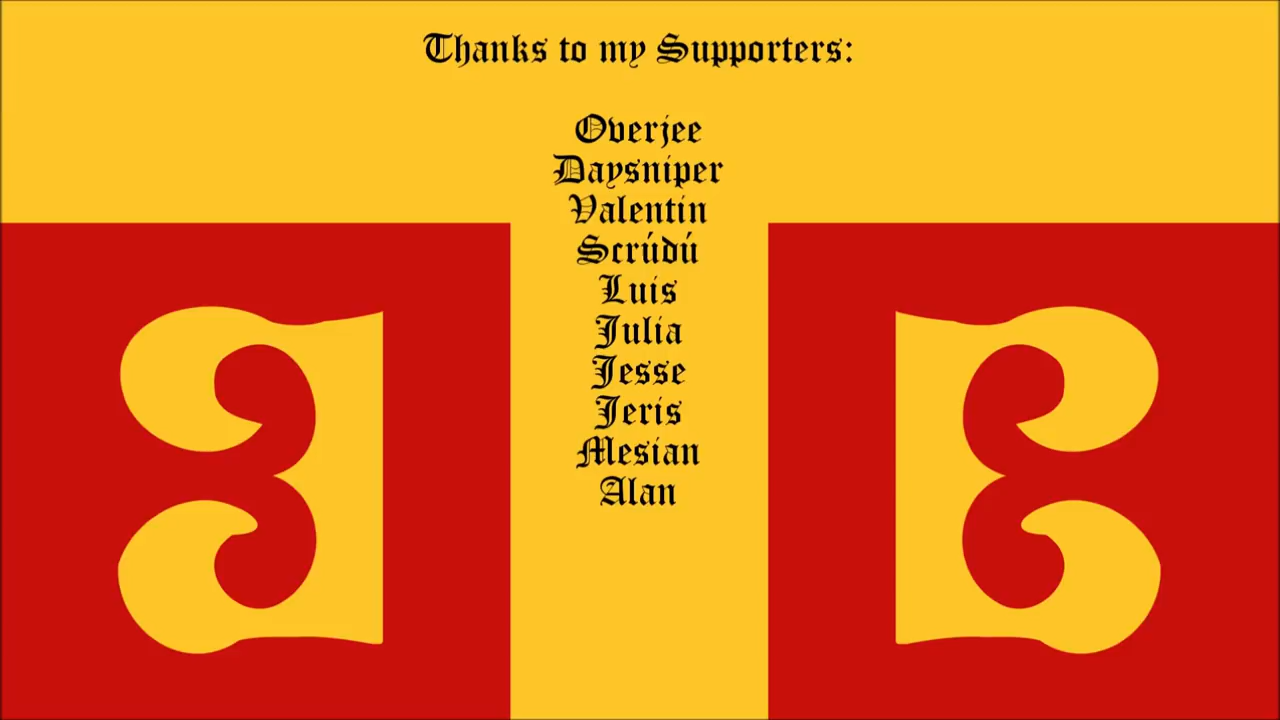 Thanks to my Supporters:
Overjee
Daysniper
Valentin
Scrúdú
Luis
Julia
Jesse
Jeris
Mesian
Alan